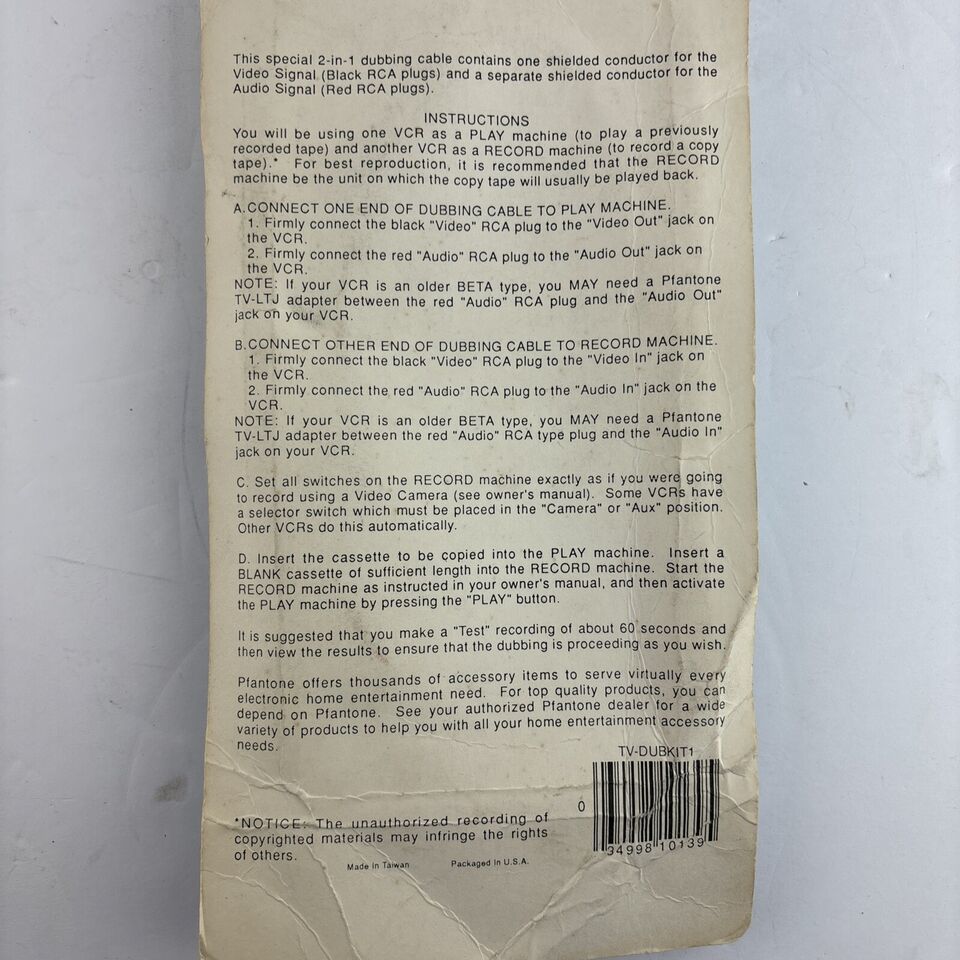 This special 2-in-1 dubbing cable contains one shielded conductor for the
Video Signal (Black RCA plugs) and a separate shielded conductor for the
Audio Signal (Red RCA plugs).
INSTRUCTIONS
You will be using one VCR as a PLAY machine (to play a previously
recorded tape) and another VCR as a RECORD machine (to record a copy
tape).* For best reproduction, it is recommended that the RECORD
machine be the unit on which the copy tape will usually be played back.
A.CONNECT ONE END OF DUBBING CABLE TO PLAY MACHINE.
1. Firmly connect the black "Video" RCA plug to the "Video Out" jack on
the VCR.
2. Firmly connect the red "Audio" RCA plug to the "Audio Out" jack on
the VCR.
NOTE: If your VCR is an older BETA type, you MAY need a Pfantone
TV-LTJ adapter between the red "Audio" RCA plug and the "Audio Out"
jack on your VCR.
B.CONNECT OTHER END OF DUBBING CABLE TO RECORD MACHINE.
1. Firmly connect the black "Video" RCA plug to the "Video In" jack on
the VCR.
2. Firmly connect the red "Audio" RCA plug to the "Audio In" jack on the
VCR.
NOTE: If your VCR is an older BETA type, you MAY need a Pfantone
TV-LTJ adapter between the red "Audio" RCA type plug and the "Audio In"
jack on your VCR.
C. Set all switches on the RECORD machine exactly as if you were going
to record using a Video Camera (see owner's manual). Some VCRs have
a selector switch which must be placed in the "Camera" or "Aux" position.
Other VCRs do this automatically.
D. Insert the cassette to be copied into the PLAY machine. Insert a
BLANK cassette of sufficient length into the RECORD machine. Start the
RECORD machine as instructed in your owner's manual, and then activate
the PLAY machine by pressing the "PLAY" button.
It is suggested that you make a "Test" recording of about 60 seconds and
then view the results to ensure that the dubbing is proceeding as you wish.
Pfantone offers thousands of accessory items to serve virtually every
electronic home entertainment need. For top quality products, you can
depend on Pfantone. See your authorized Pfantone dealer for a wide
variety of products to help you with all your home entertainment accessory
needs.
TV-DUBKIT1
0 34998 10139
*NOTICE: The unauthorized recording of
copyrighted materials may infringe the rights
of others.
Made in Taiwan Packaged in U.S.A.